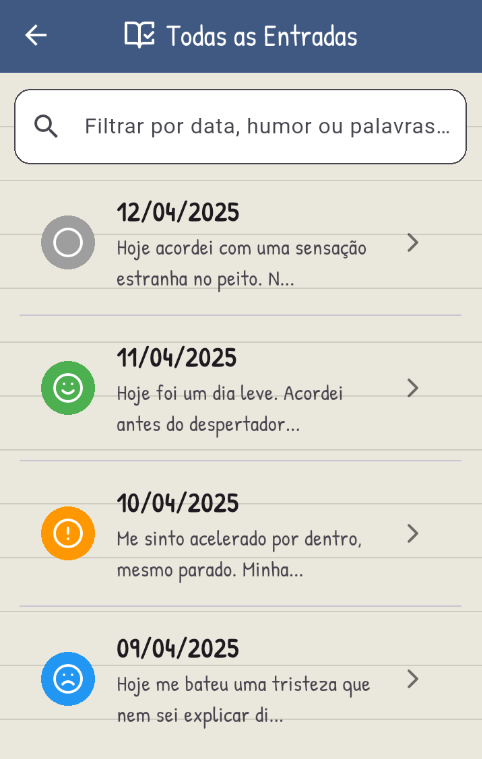 Todas as Entradas
Filtrar por data, humor ou palavras...
12/04/2025
Hoje acordei com uma sensação
estranha no peito. N...
11/04/2025
Hoje foi um dia leve. Acordei
antes do despertador...
10/04/2025
Me sinto acelerado por dentro,
mesmo parado. Minha...
09/04/2025
Hoje me bateu uma tristeza que
nem sei explicar di...